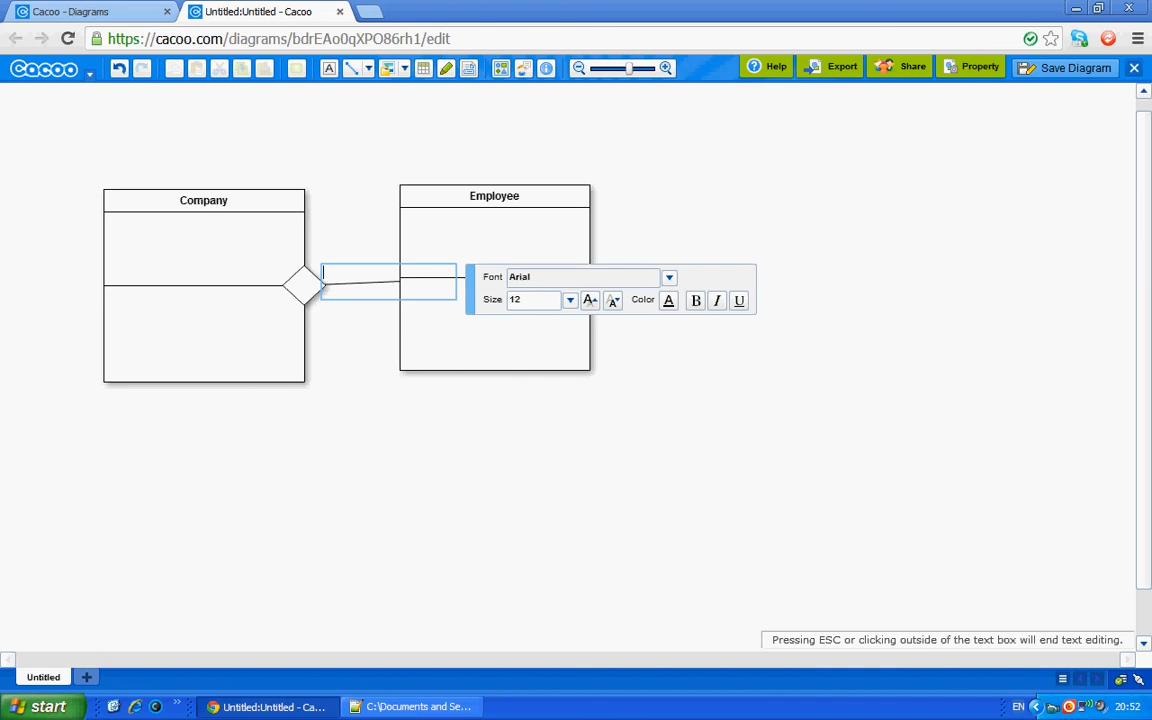 Cacoo - Diagrams
Untitled:Untitled - Cacoo
https://cacoo.com/diagrams/bdrEAo0qXPO86rh1/edit
Cacoo
A
Help
Export
Share
Property
Save Diagram
Company
Employee
Font Arial
Size 12 A A Color A B I U
Pressing ESC or clicking outside of the text box will end text editing.
Untitled
start
Untitled:Untitled - Ca...
C:\Documents and Se...
EN
20:52